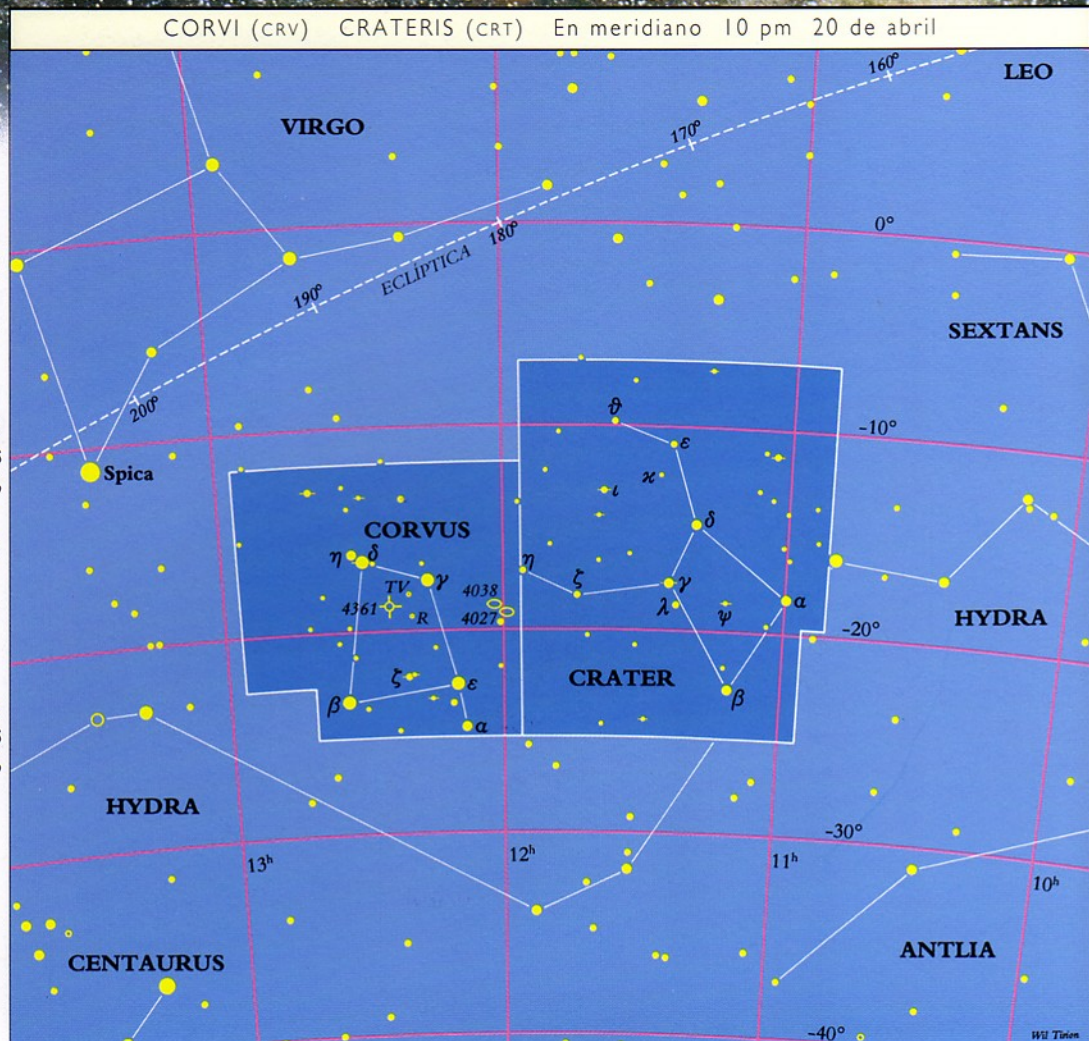 CORVI (CRV) CRATERIS (CRT) En meridiano 10 pm 20 de abril
160°
LEO
VIRGO
170°
0°
180°
ECLÍPTICA
190°
SEXTANS
200°
ϑ
-10°
ε
Spica
ϰ
ι
CORVUS
δ
η δ
η
γ
ζ
γ
TV
4038
λ
ψ
α
4361
R
4027
HYDRA
-20°
ζ
ε
CRATER
β
β
α
HYDRA
-30°
13h
12h
11h
10h
CENTAURUS
ANTLIA
-40°
Wil Tirion